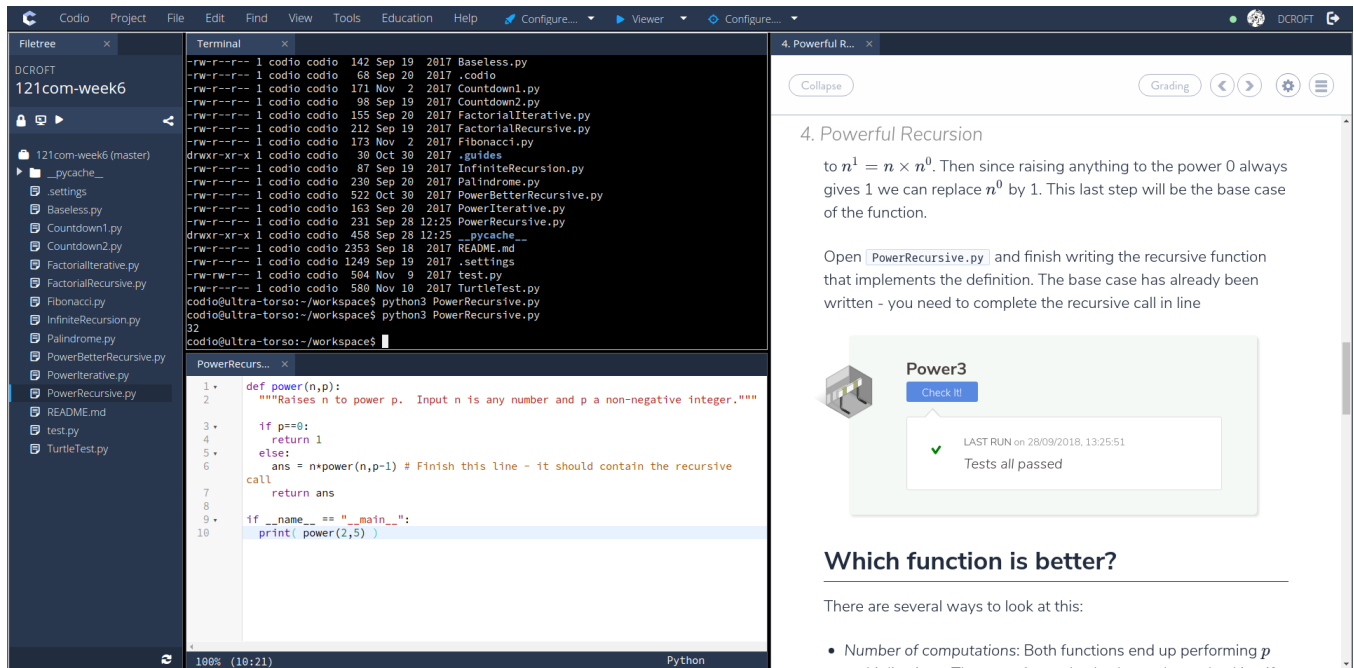 Codio Project File Edit Find View Tools Education Help Configure.... Viewer Configure.... DCROFT
Filetree ×
DCROFT
121com-week6
121com-week6 (master)
__pycache__
.settings
Baseless.py
Countdown1.py
Countdown2.py
FactorialIterative.py
FactorialRecursive.py
Fibonacci.py
InfiniteRecursion.py
Palindrome.py
PowerBetterRecursive.py
PowerIterative.py
PowerRecursive.py
README.md
test.py
TurtleTest.py
Terminal ×
-rw-r--r-- 1 codio codio 142 Sep 19 2017 Baseless.py
-rw-r--r-- 1 codio codio 68 Sep 20 2017 .codio
-rw-r--r-- 1 codio codio 171 Nov 2 2017 Countdown1.py
-rw-r--r-- 1 codio codio 98 Sep 19 2017 Countdown2.py
-rw-r--r-- 1 codio codio 155 Sep 20 2017 FactorialIterative.py
-rw-r--r-- 1 codio codio 212 Sep 19 2017 FactorialRecursive.py
-rw-r--r-- 1 codio codio 173 Nov 2 2017 Fibonacci.py
drwxr-xr-x 1 codio codio 30 Oct 30 2017 .guides
-rw-r--r-- 1 codio codio 87 Sep 19 2017 InfiniteRecursion.py
-rw-r--r-- 1 codio codio 230 Sep 20 2017 Palindrome.py
-rw-r--r-- 1 codio codio 522 Oct 30 2017 PowerBetterRecursive.py
-rw-r--r-- 1 codio codio 163 Sep 20 2017 PowerIterative.py
-rw-r--r-- 1 codio codio 231 Sep 28 12:25 PowerRecursive.py
drwxr-xr-x 1 codio codio 458 Sep 28 12:25 __pycache__
-rw-r--r-- 1 codio codio 2353 Sep 18 2017 README.md
-rw-r--r-- 1 codio codio 1249 Sep 19 2017 .settings
-rw-rw-r-- 1 codio codio 504 Nov 9 2017 test.py
-rw-r--r-- 1 codio codio 580 Nov 10 2017 TurtleTest.py
codio@ultra-torso:~/workspace$ python3 PowerRecursive.py
codio@ultra-torso:~/workspace$ python3 PowerRecursive.py
32
codio@ultra-torso:~/workspace$
PowerRecurs... ×
1 def power(n,p):
2 """Raises n to power p. Input n is any number and p a non-negative integer."""
3 if p==0:
4 return 1
5 else:
6 ans = n*power(n,p-1) # Finish this line - it should contain the recursive
call
7 return ans
8
9 if __name__ == "__main__":
10 print( power(2,5) )
100% (10:21) Python
4. Powerful R... ×
Collapse Grading
4. Powerful Recursion
to n¹ = n × n⁰. Then since raising anything to the power 0 always
gives 1 we can replace n⁰ by 1. This last step will be the base case
of the function.
Open PowerRecursive.py and finish writing the recursive function
that implements the definition. The base case has already been
written - you need to complete the recursive call in line
Power3
Check It!
LAST RUN on 28/09/2018, 13:25:51
Tests all passed
Which function is better?
There are several ways to look at this:
• Number of computations: Both functions end up performing p